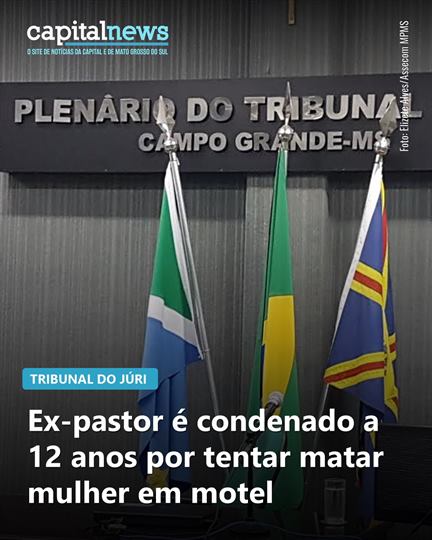 capitalnews
O SITE DE NOTÍCIAS DA CAPITAL E DE MATO GROSSO DO SUL
Foto: Elizete Alves/Assecom MPMS
PLENÁRIO DO TRIBUNAL
CAMPO GRANDE-MS
TRIBUNAL DO JÚRI
Ex-pastor é condenado a
12 anos por tentar matar
mulher em motel